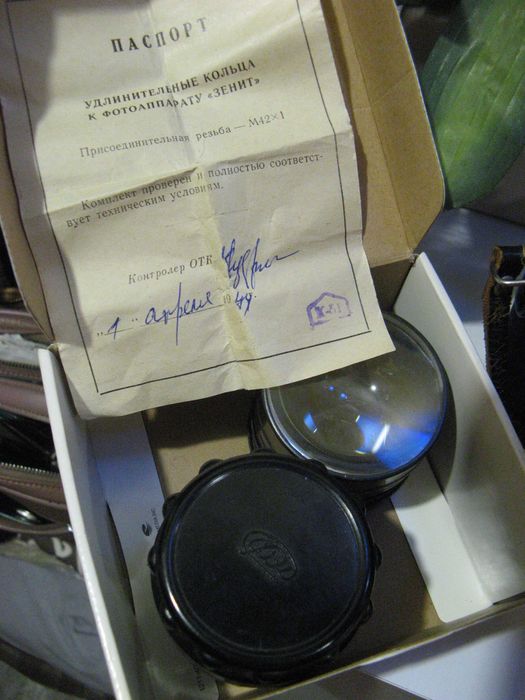 ПАСПОРТ
УДЛИНИТЕЛЬНЫЕ КОЛЬЦА
К ФОТОАППАРАТУ «ЗЕНИТ»
Присоединительная резьба — М42×1
Комплект проверен и полностью соответст-
вует техническим условиям.
Контролер ОТК
„1“ апреля 19 г.